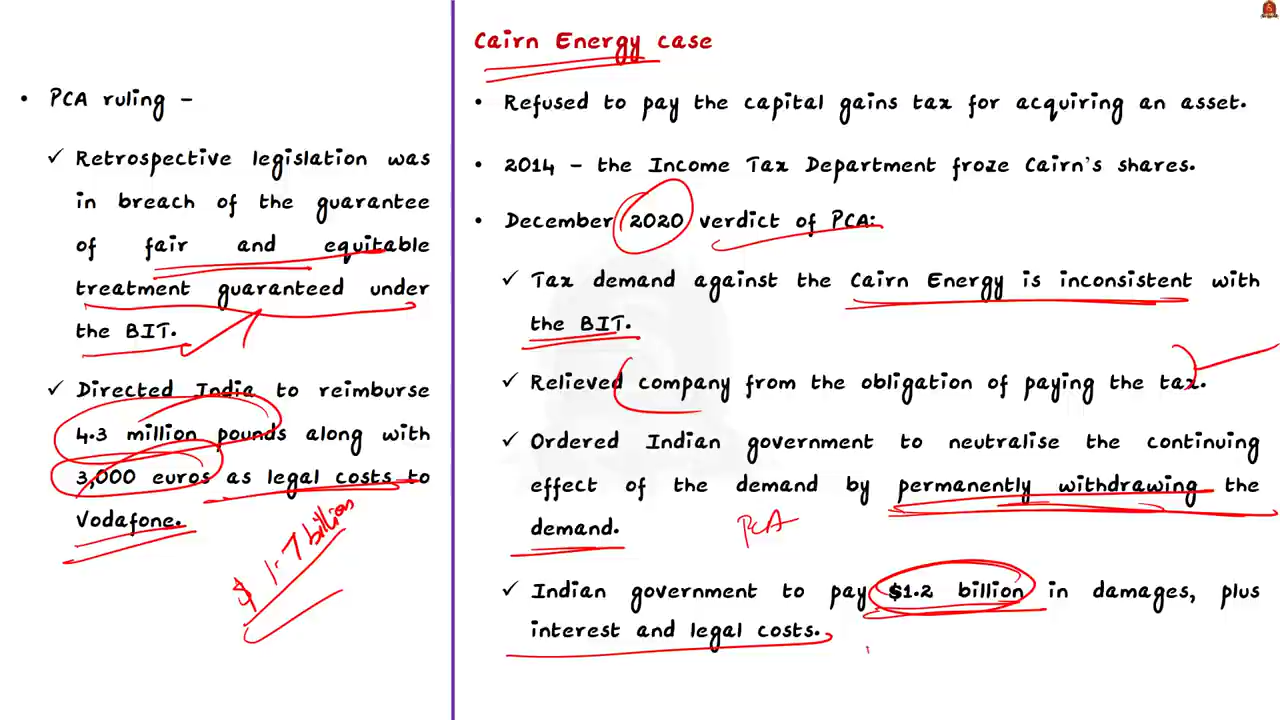 • PCA ruling –
✓ Retrospective legislation was
in breach of the guarantee
of fair and equitable
treatment guaranteed under
the BIT.
✓ Directed India to reimburse
4.3 million pounds along with
3,000 euros as legal costs to
Vodafone.
$ 1.7 billion
Cairn Energy case
• Refused to pay the capital gains tax for acquiring an asset.
• 2014 – the Income Tax Department froze Cairn's shares.
• December 2020 verdict of PCA:
✓ Tax demand against the Cairn Energy is inconsistent with
the BIT.
✓ Relieved company from the obligation of paying the tax.
✓ Ordered Indian government to neutralise the continuing
effect of the demand by permanently withdrawing the
demand.
PCA
✓ Indian government to pay $1.2 billion in damages, plus
interest and legal costs.